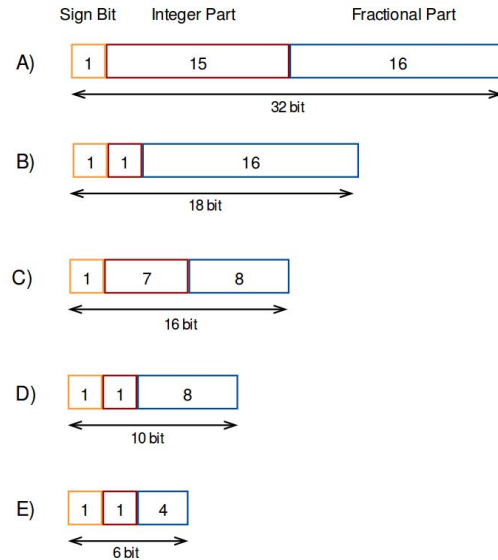 Sign Bit Integer Part Fractional Part
A) 1 15 16
32 bit
B) 1 1 16
18 bit
C) 1 7 8
16 bit
D) 1 1 8
10 bit
E) 1 1 4
6 bit